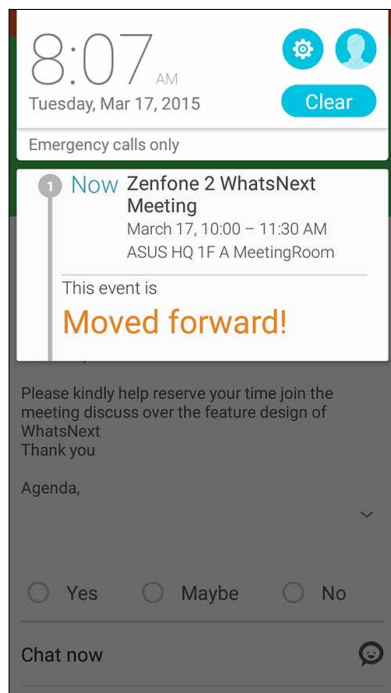 8:07 AM
Tuesday, Mar 17, 2015
Clear
Emergency calls only
1 Now Zenfone 2 WhatsNext
Meeting
March 17, 10:00 – 11:30 AM
ASUS HQ 1F A MeetingRoom
This event is
Moved forward!
Please kindly help reserve your time join the
meeting discuss over the feature design of
WhatsNext
Thank you
Agenda,
Yes
Maybe
No
Chat now